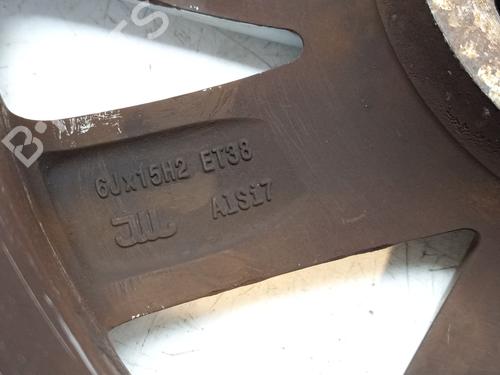 6Jx15H2 ET38
JWL AlSi7
B-